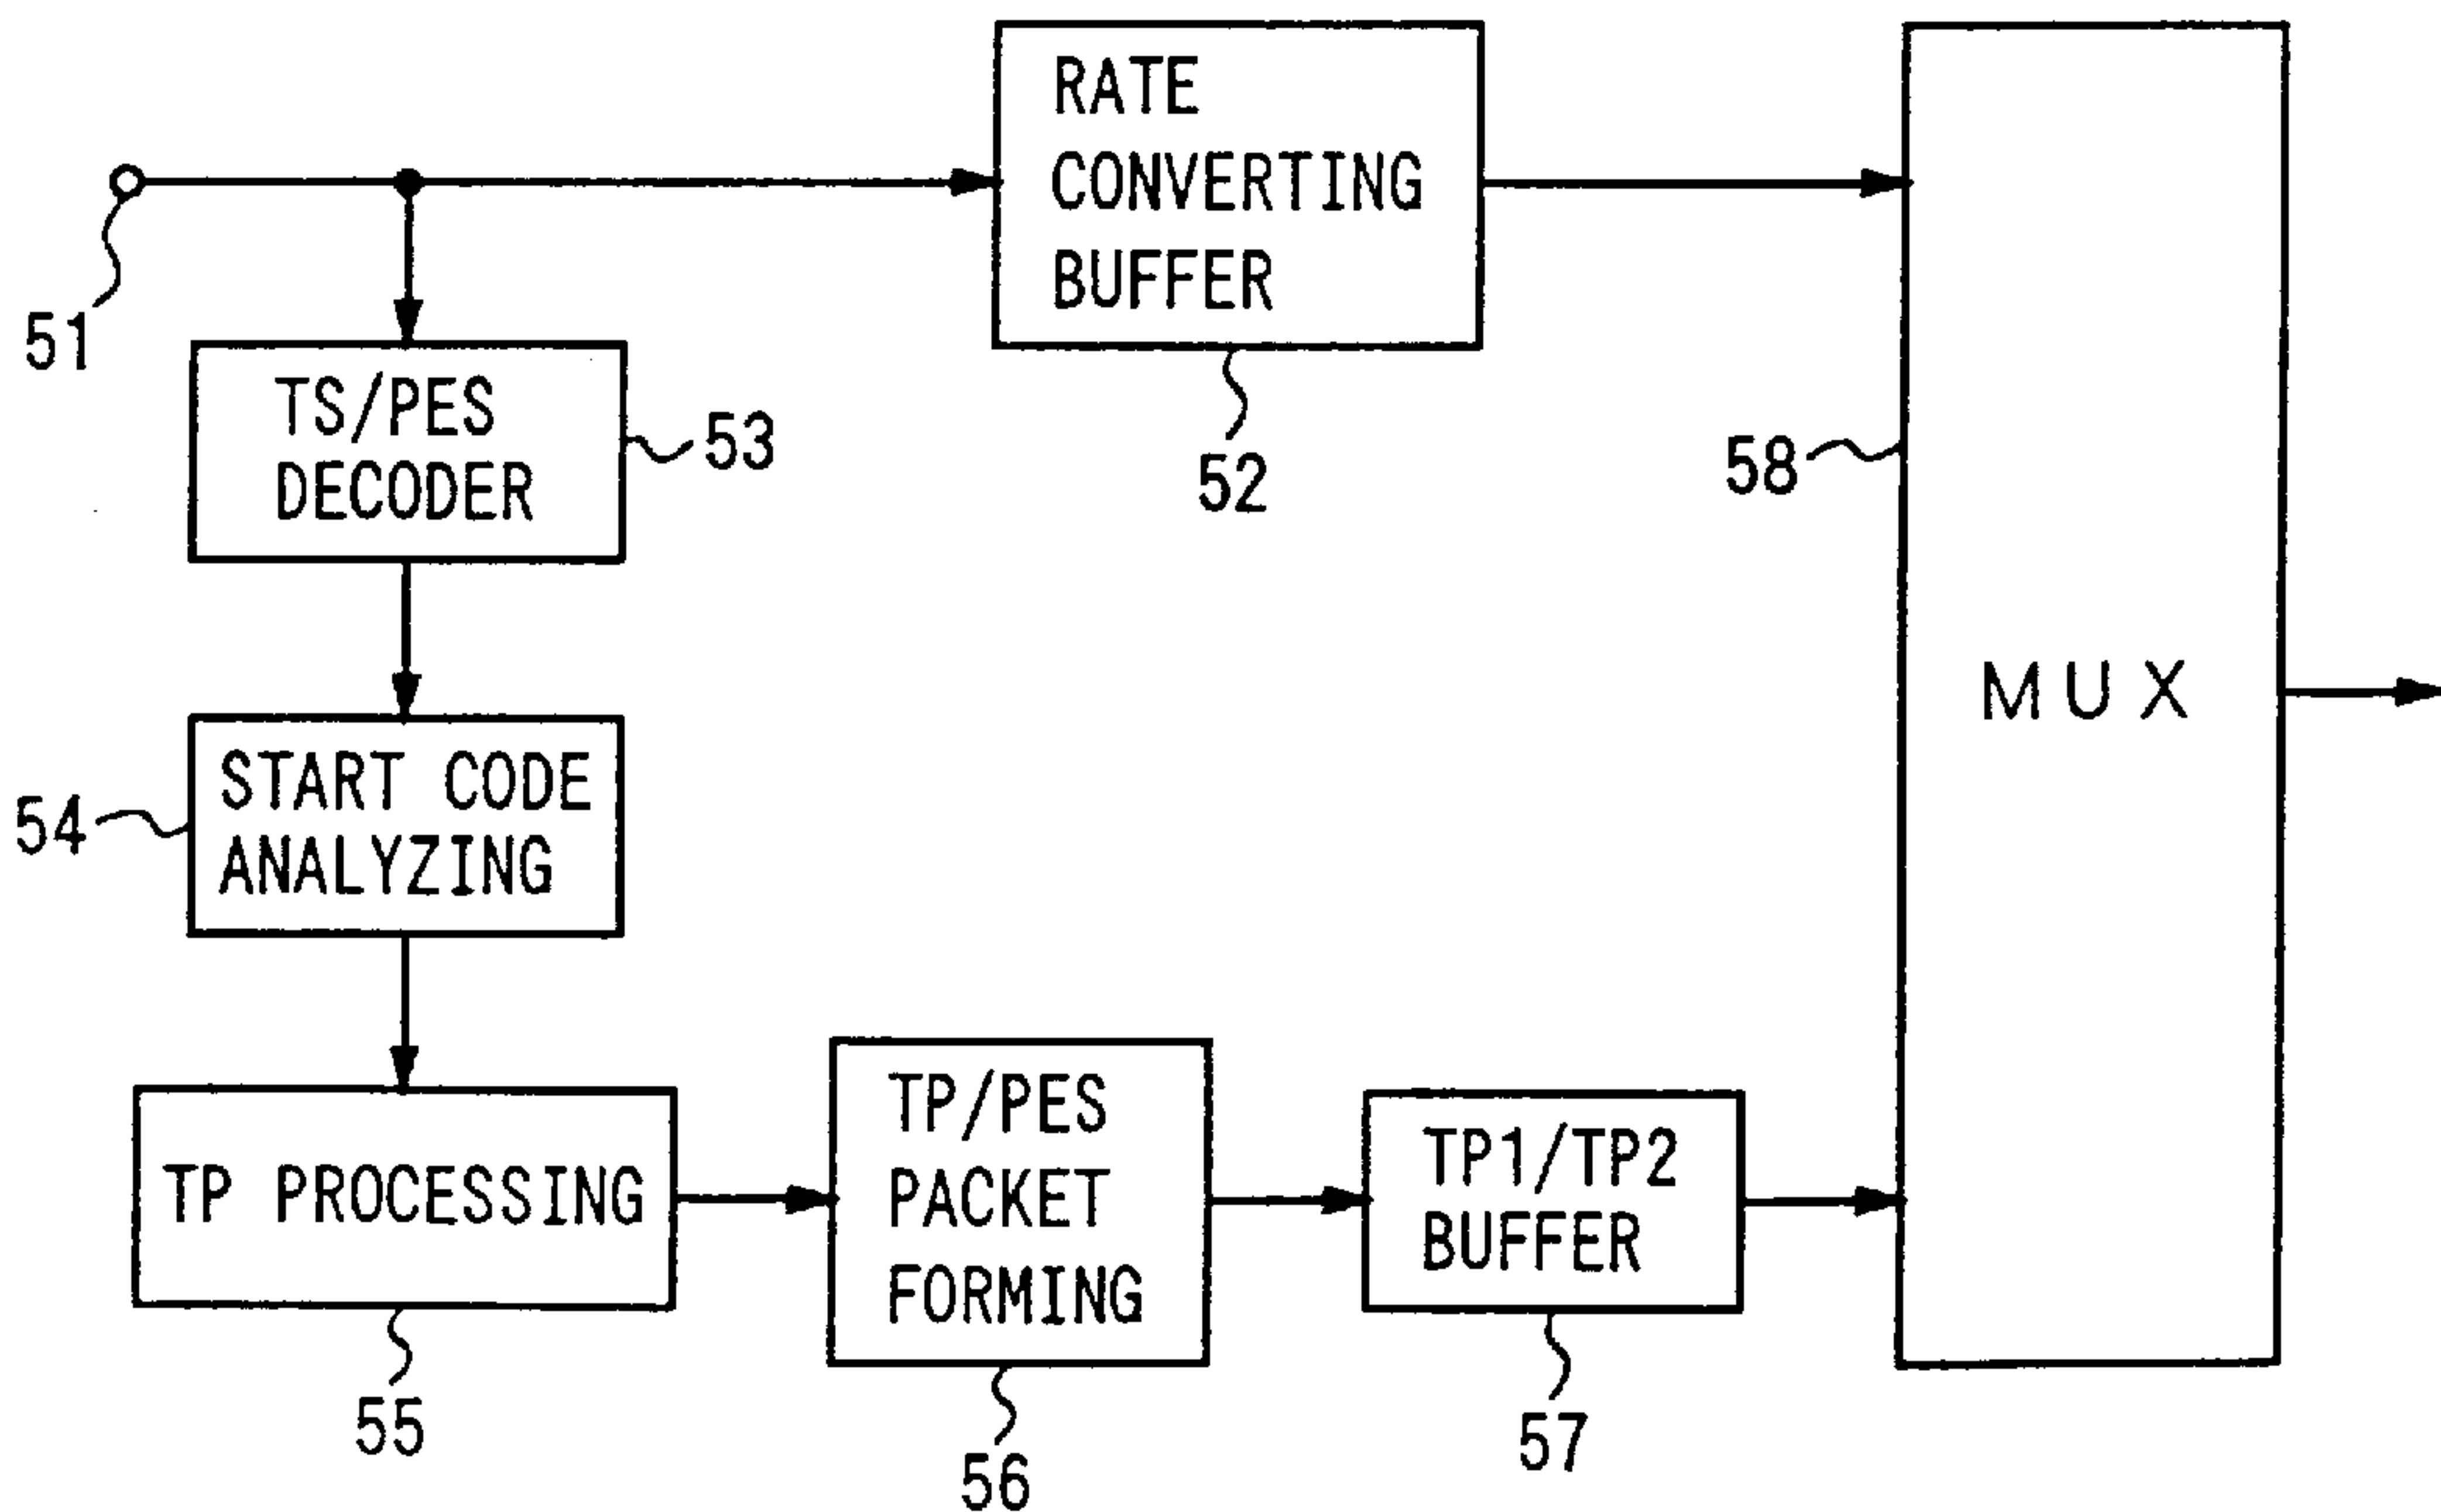 RATE
CONVERTING
BUFFER
51
TS/PES
DECODER
53
52
58
MUX
START CODE
ANALYZING
54
TP PROCESSING
55
TP/PES
PACKET
FORMING
56
TP1/TP2
BUFFER
57